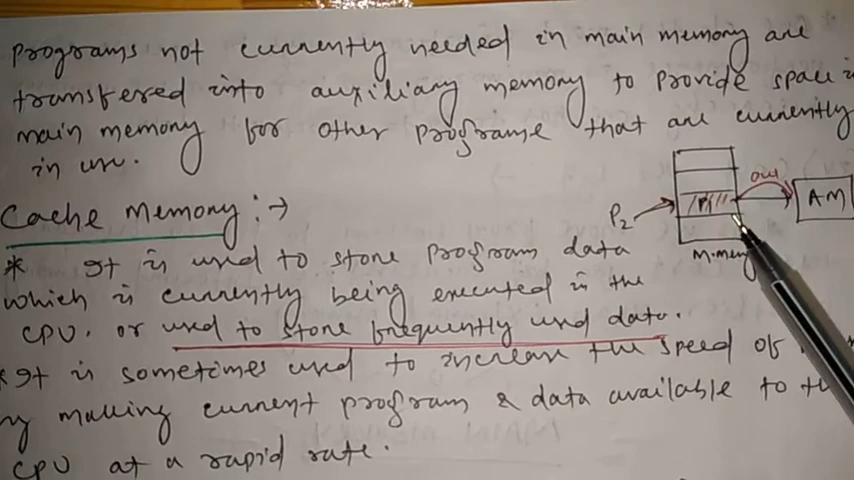 programs not currently needed in main memory are
transfered into auxiliary memory to provide space in
main memory for other programe that are currently
in use.
Cache Memory :→
* It is used to store program data
which is currently being executed in the
CPU. or used to store frequently used data.
* It is sometimes used to increase the speed of
by making current program & data available to the
CPU at a rapid rate.
out
P1
AM
P2
M.mem